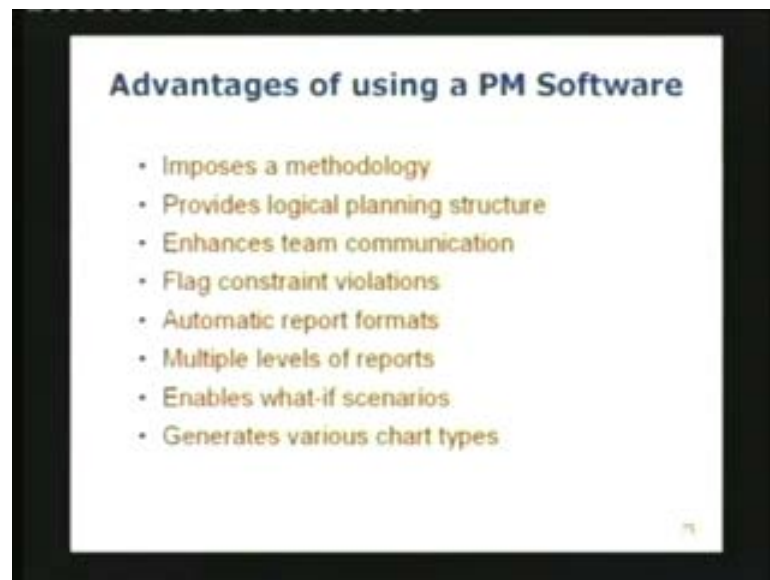 Advantages of using a PM Software
• Imposes a methodology
• Provides logical planning structure
• Enhances team communication
• Flag constraint violations
• Automatic report formats
• Multiple levels of reports
• Enables what-if scenarios
• Generates various chart types